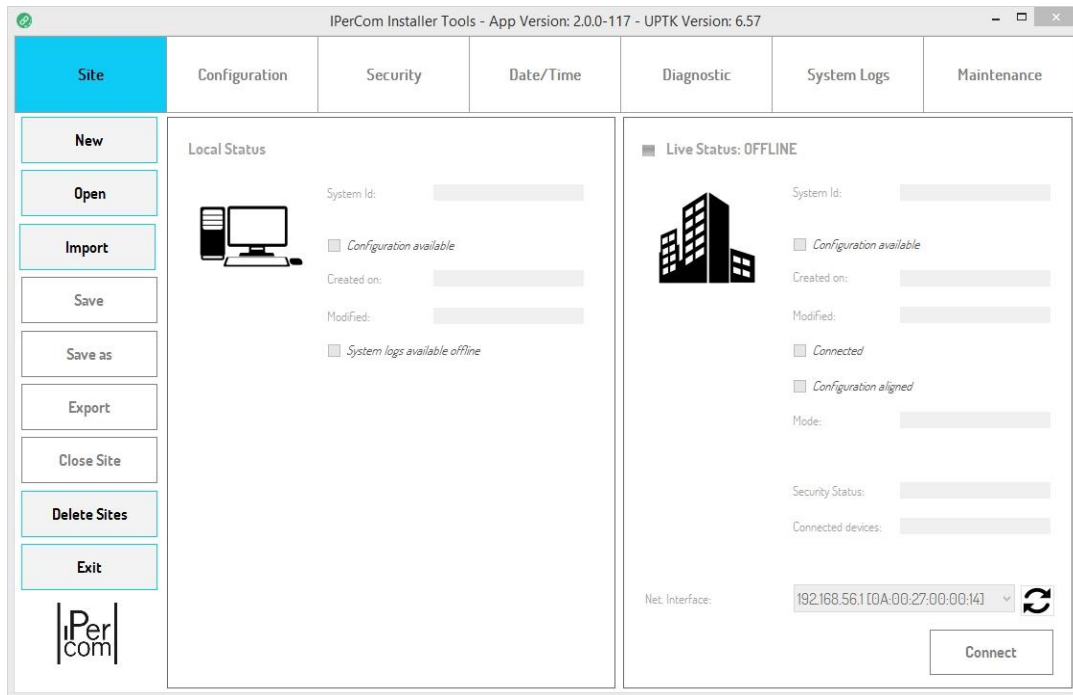 IPerCom Installer Tools - App Version: 2.0.0-117 - UPTK Version: 6.57
Site
Configuration
Security
Date/Time
Diagnostic
System Logs
Maintenance
New
Open
Import
Save
Save as
Export
Close Site
Delete Sites
Exit
iPer
com
Local Status
System Id:
Configuration available
Created on:
Modified:
System logs available offline
Live Status: OFFLINE
System Id:
Configuration available
Created on:
Modified:
Connected
Configuration aligned
Mode:
Security Status:
Connected devices:
Net. Interface:
192.168.56.1 [0A:00:27:00:00:14]
Connect